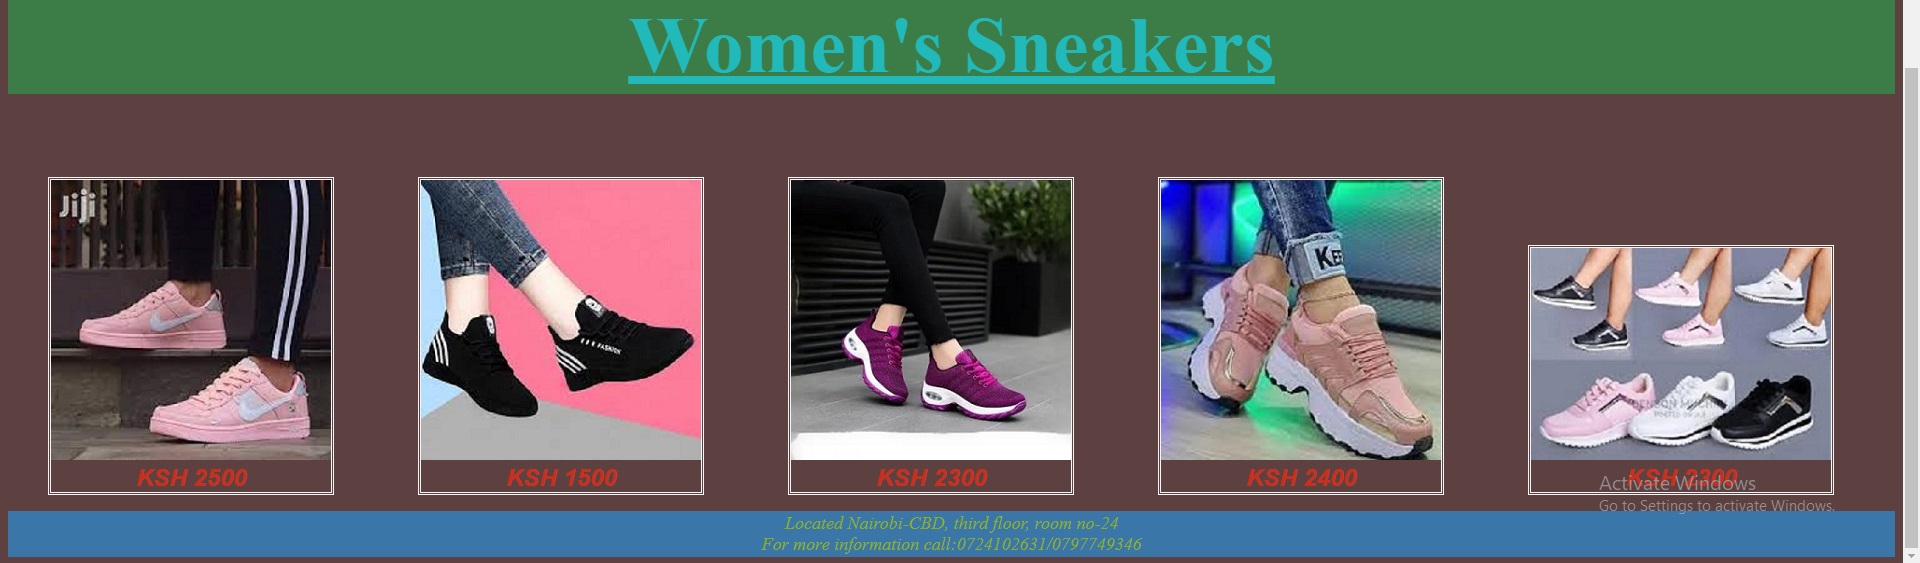 Women's Sneakers
Jiji
FASHION
KEE
KSH 2500
KSH 1500
KSH 2300
KSH 2400
Activate Windows
Go to Settings to activate Windows.
Located Nairobi-CBD, third floor, room no-24
For more information call:0724102631/0797749346